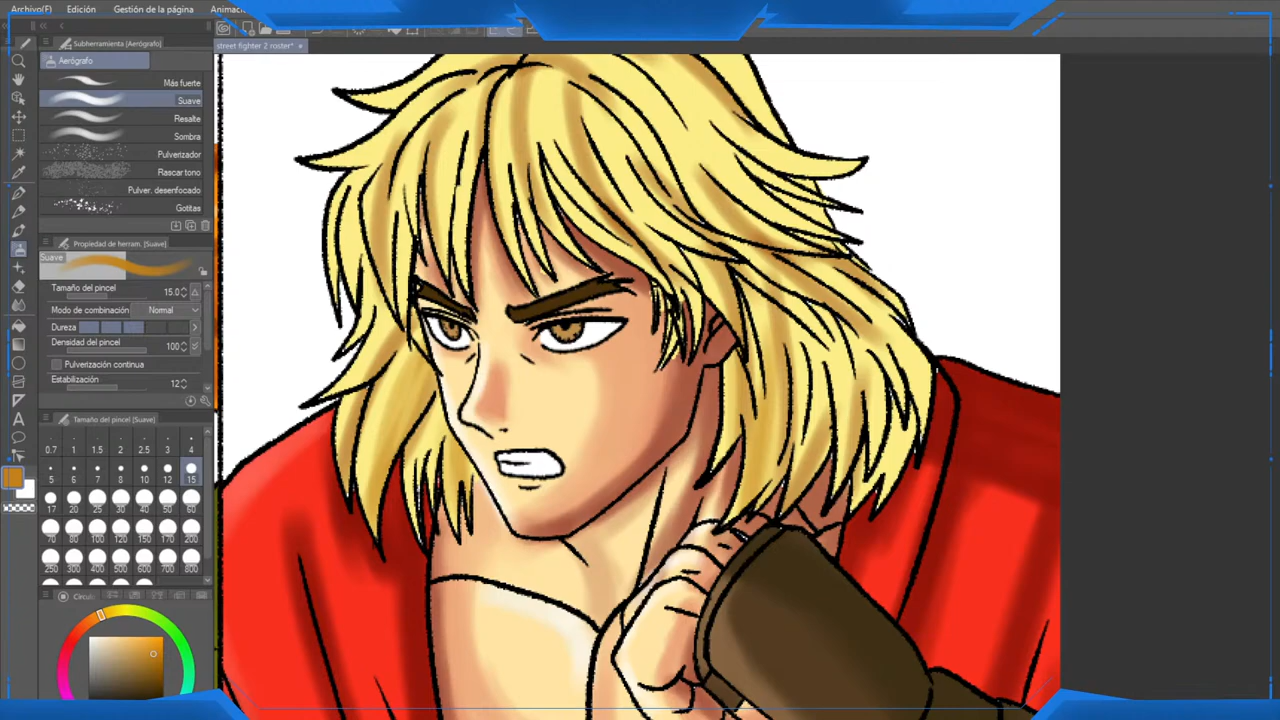 Archivo(F) Edición Gestión de la página Animaci
Subherramienta (Aerógrafo)
street fighter 2 roster*
Aerógrafo
Más fuerte
Suave
Resalte
Sombra
Pulverizador
Rascar tono
Pulver. desenfocado
Gotitas
Propiedad de herram. [Suave]
Suave
Tamaño del pincel 15.0
Modo de combinación Normal
Dureza
Densidad del pincel 100
Pulverización continua
Estabilización 12
Tamaño del pincel [Suave]
0.7 1 1.5 2 2.5 3 4
5 6 7 8 10 12 15
17 20 25 30 40 50 60
70 80 100 120 150 170 200
250 300 400 500 600 700 800
Círculo